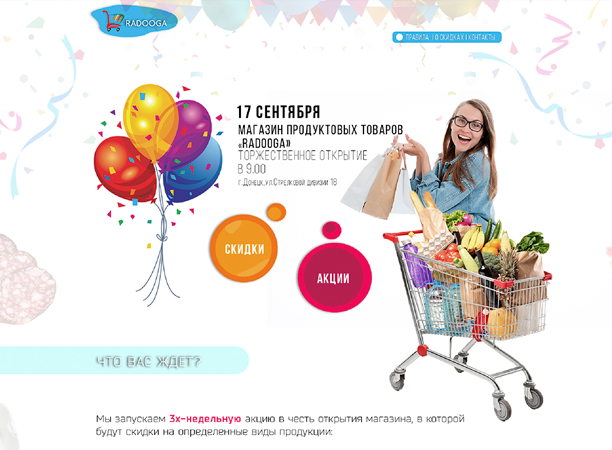 RADOOGA
ПРАВИЛА | О СКИДКАХ | КОНТАКТЫ
17 СЕНТЯБРЯ
МАГАЗИН ПРОДУКТОВЫХ ТОВАРОВ
«RADOOGA»
ТОРЖЕСТВЕННОЕ ОТКРЫТИЕ
В 9.00
г.Донецк,ул.Стрелковой дивизии 18
СКИДКИ
АКЦИИ
ЧТО ВАС ЖДЕТ?
Мы запускаем 3х-недельную акцию в честь открытия магазина, в которой
будут скидки на определенные виды продукции: